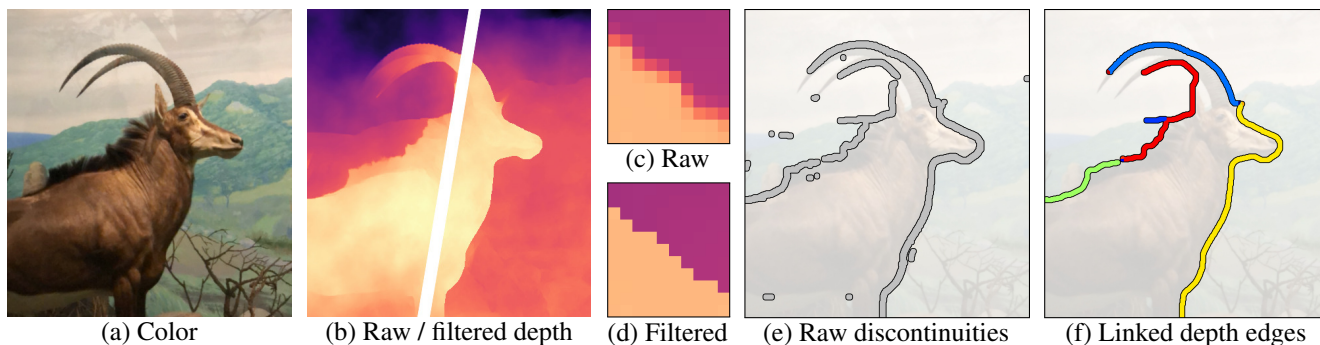 (a) Color
(b) Raw / filtered depth
(c) Raw
(d) Filtered
(e) Raw discontinuities
(f) Linked depth edges